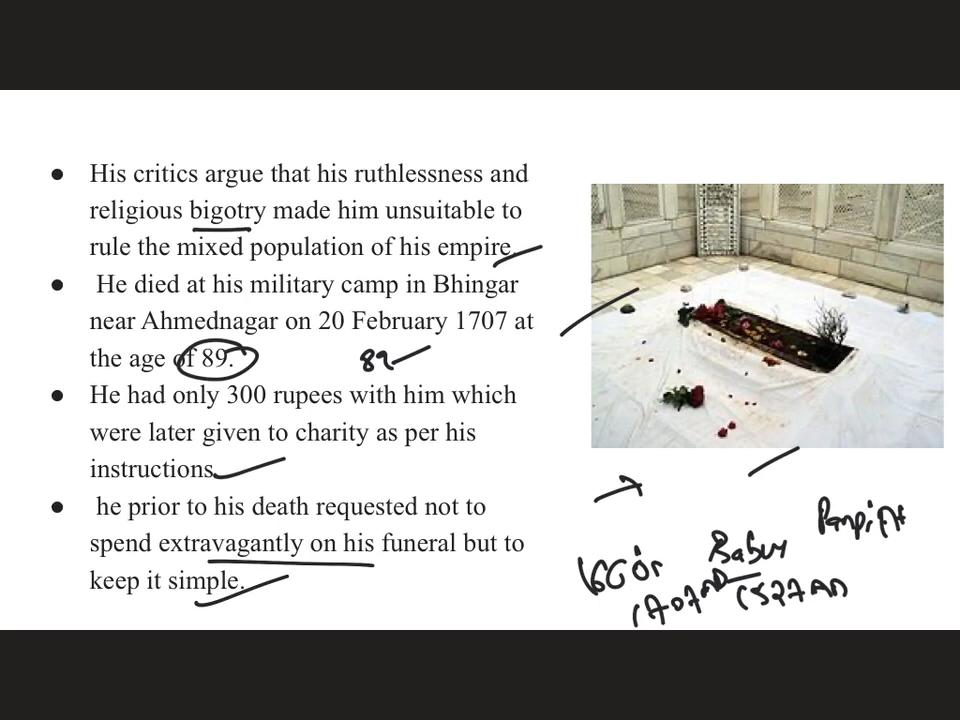 ● His critics argue that his ruthlessness and
religious bigotry made him unsuitable to
rule the mixed population of his empire.
● He died at his military camp in Bhingar
near Ahmednagar on 20 February 1707 at
the age of 89.
89
● He had only 300 rupees with him which
were later given to charity as per his
instructions.
● he prior to his death requested not to
spend extravagantly on his funeral but to
keep it simple.
Babur
1707AD
1527AD